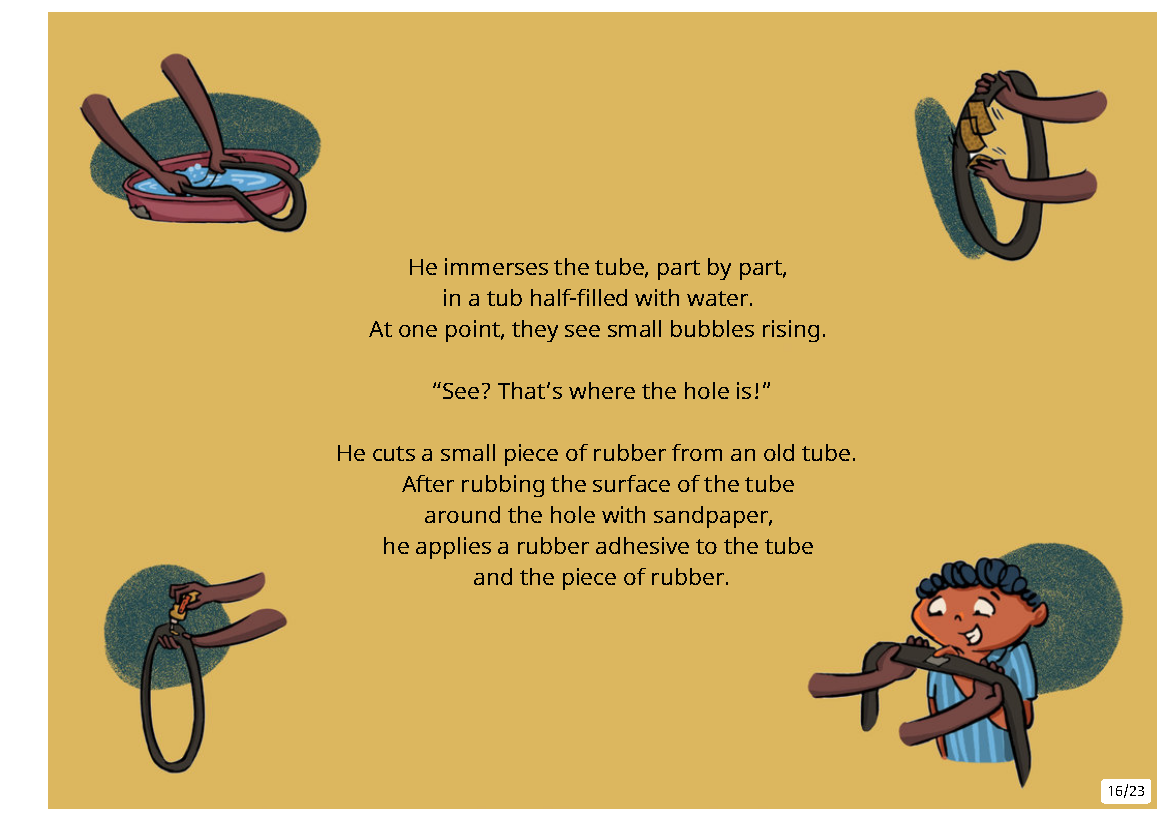 He immerses the tube, part by part,
in a tub half-filled with water.
At one point, they see small bubbles rising.
“See? That’s where the hole is!”
He cuts a small piece of rubber from an old tube.
After rubbing the surface of the tube
around the hole with sandpaper,
he applies a rubber adhesive to the tube
and the piece of rubber.
16/23